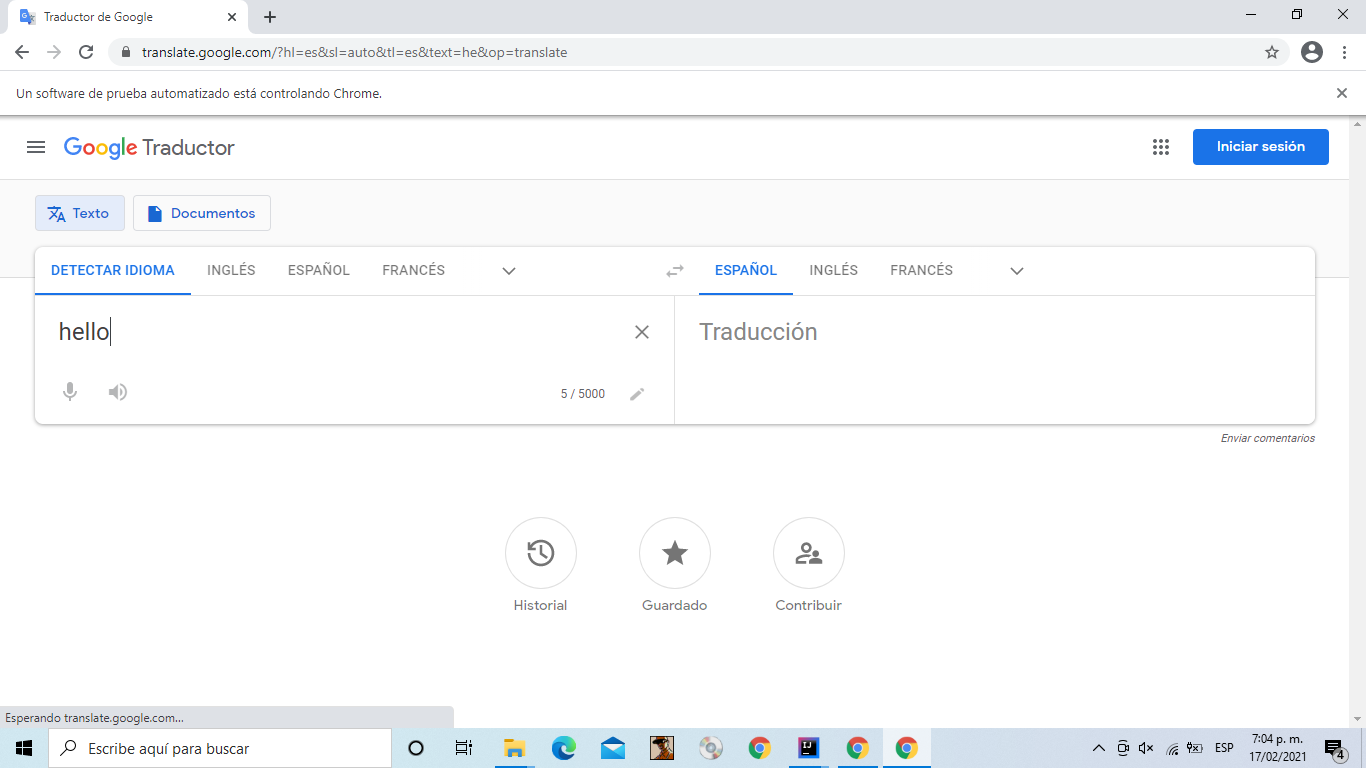 Traductor de Google
translate.google.com/?hl=es&sl=auto&tl=es&text=he&op=translate
Un software de prueba automatizado está controlando Chrome.
Google Traductor
Iniciar sesión
Texto
Documentos
DETECTAR IDIOMA INGLÉS ESPAÑOL FRANCÉS
ESPAÑOL INGLÉS FRANCÉS
hello
Traducción
5 / 5000
Enviar comentarios
Historial
Guardado
Contribuir
Esperando translate.google.com...
Escribe aquí para buscar
ESP
7:04 p. m.
17/02/2021
4